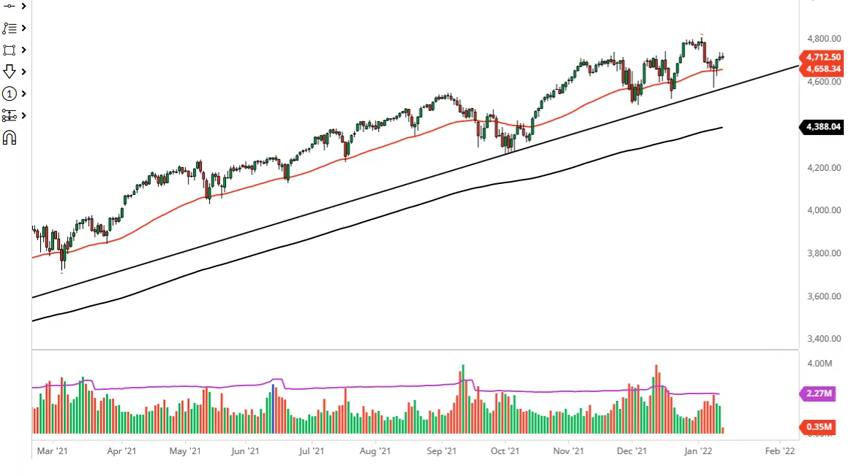 4,800.00
4,712.50
4,658.34
4,600.00
4,388.04
4,200.00
4,000.00
3,800.00
3,600.00
3,400.00
4.00M
2.27M
0.35M
1
Mar '21 Apr '21 May '21 Jun '21 Jul '21 Aug '21 Sep '21 Oct '21 Nov '21 Dec '21 Jan '22 Feb '22